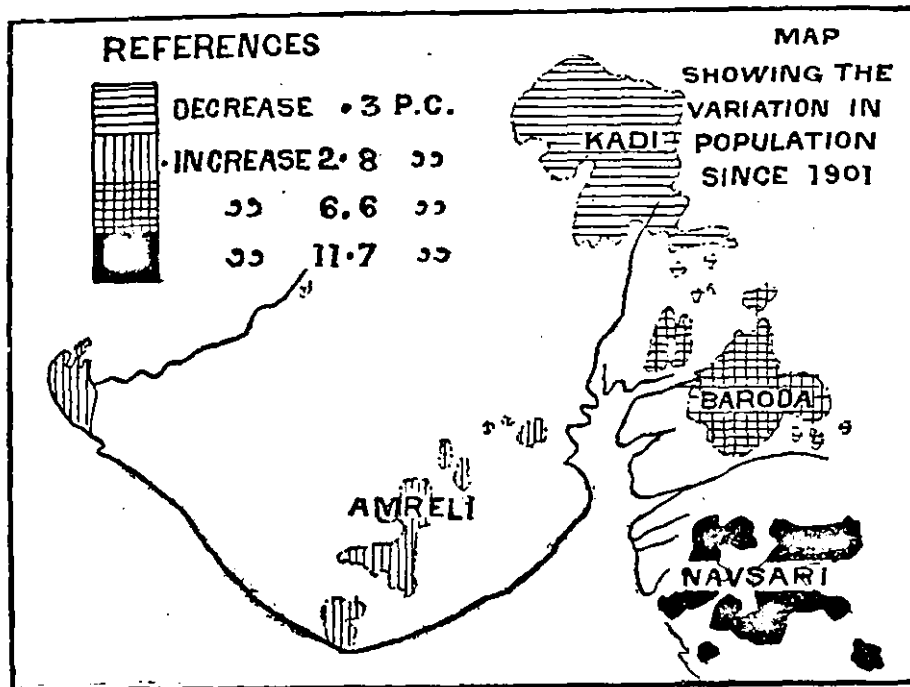 REFERENCES
DECREASE .3 P.C.
INCREASE 2.8 „
„ 6.6 „
„ 11.7 „
MAP
SHOWING THE
VARIATION IN
POPULATION
SINCE 1901
KADI
BARODA
AMRELI
NAVSARI